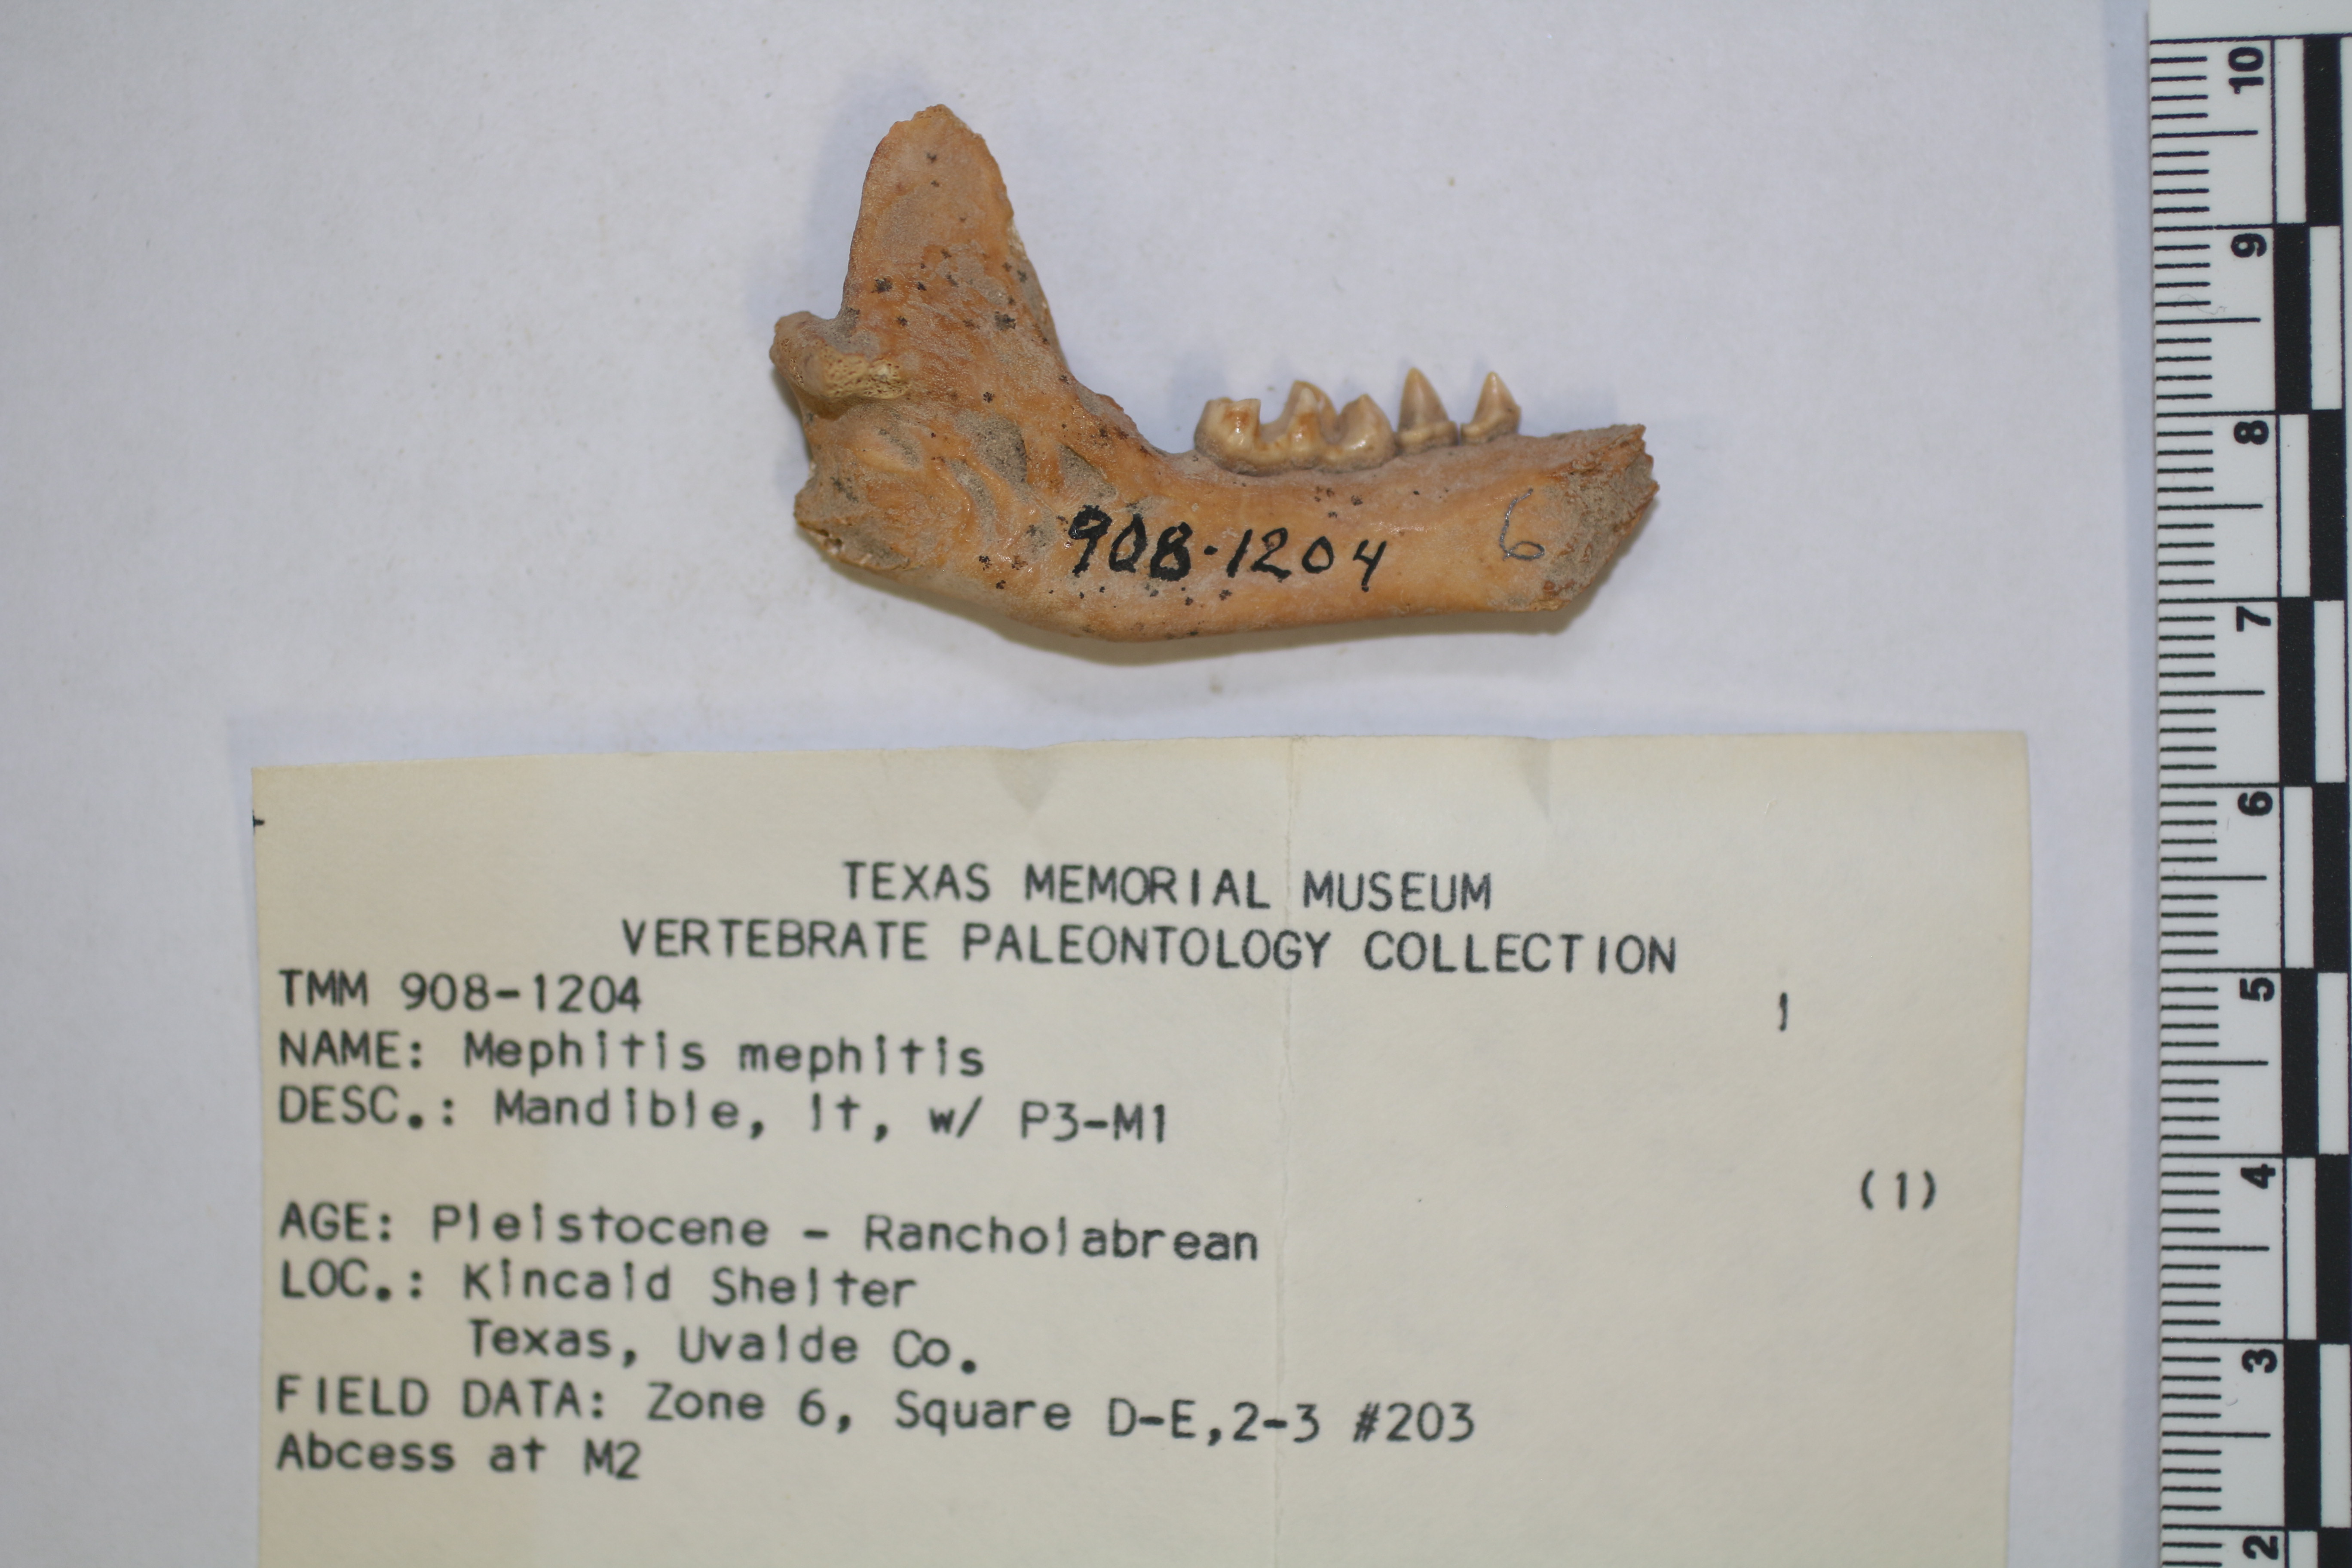 908-1204 6
TEXAS MEMORIAL MUSEUM
VERTEBRATE PALEONTOLOGY COLLECTION
TMM 908-1204
1
NAME: Mephitis mephitis
DESC.: Mandible, lt, w/ P3-M1
(1)
AGE: Pleistocene - Rancholabrean
LOC.: Kincaid Shelter
Texas, Uvalde Co.
FIELD DATA: Zone 6, Square D-E,2-3 #203
Abcess at M2
10
9
8
7
6
5
4
3
2